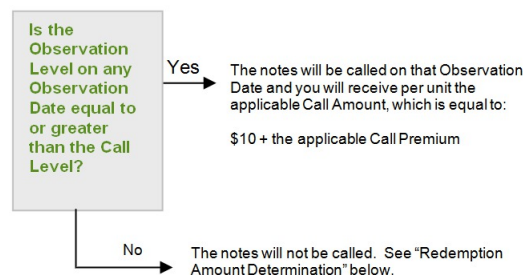 Is the
Observation
Level on any
Observation
Date equal to
or greater
than the Call
Level?
Yes
The notes will be called on that Observation
Date and you will receive per unit the
applicable Call Amount, which is equal to:
$10 + the applicable Call Premium
No
The notes will not be called. See “Redemption
Amount Determination” below.